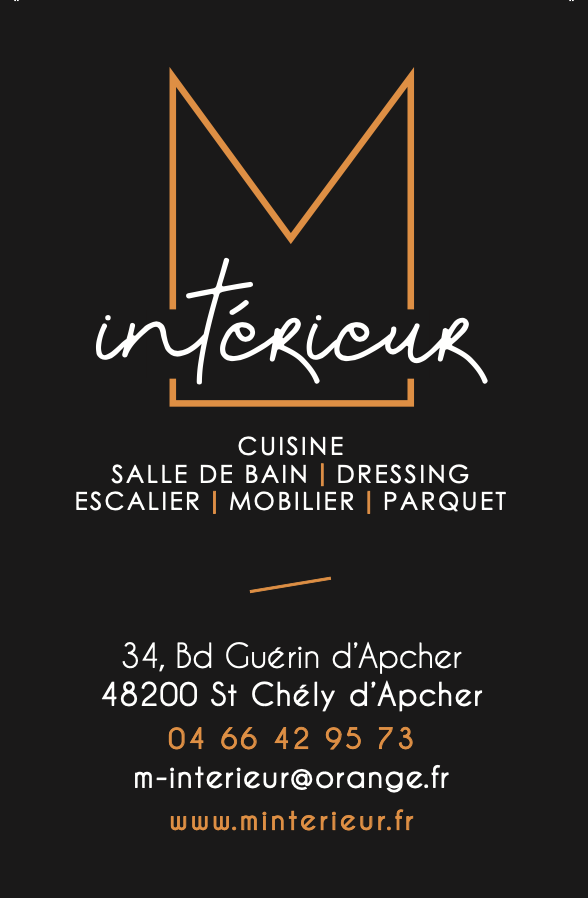 M
intérieur
CUISINE
SALLE DE BAIN | DRESSING
ESCALIER | MOBILIER | PARQUET
34, Bd Guérin d'Apcher
48200 St Chély d'Apcher
04 66 42 95 73
m-interieur@orange.fr
www.minterieur.fr